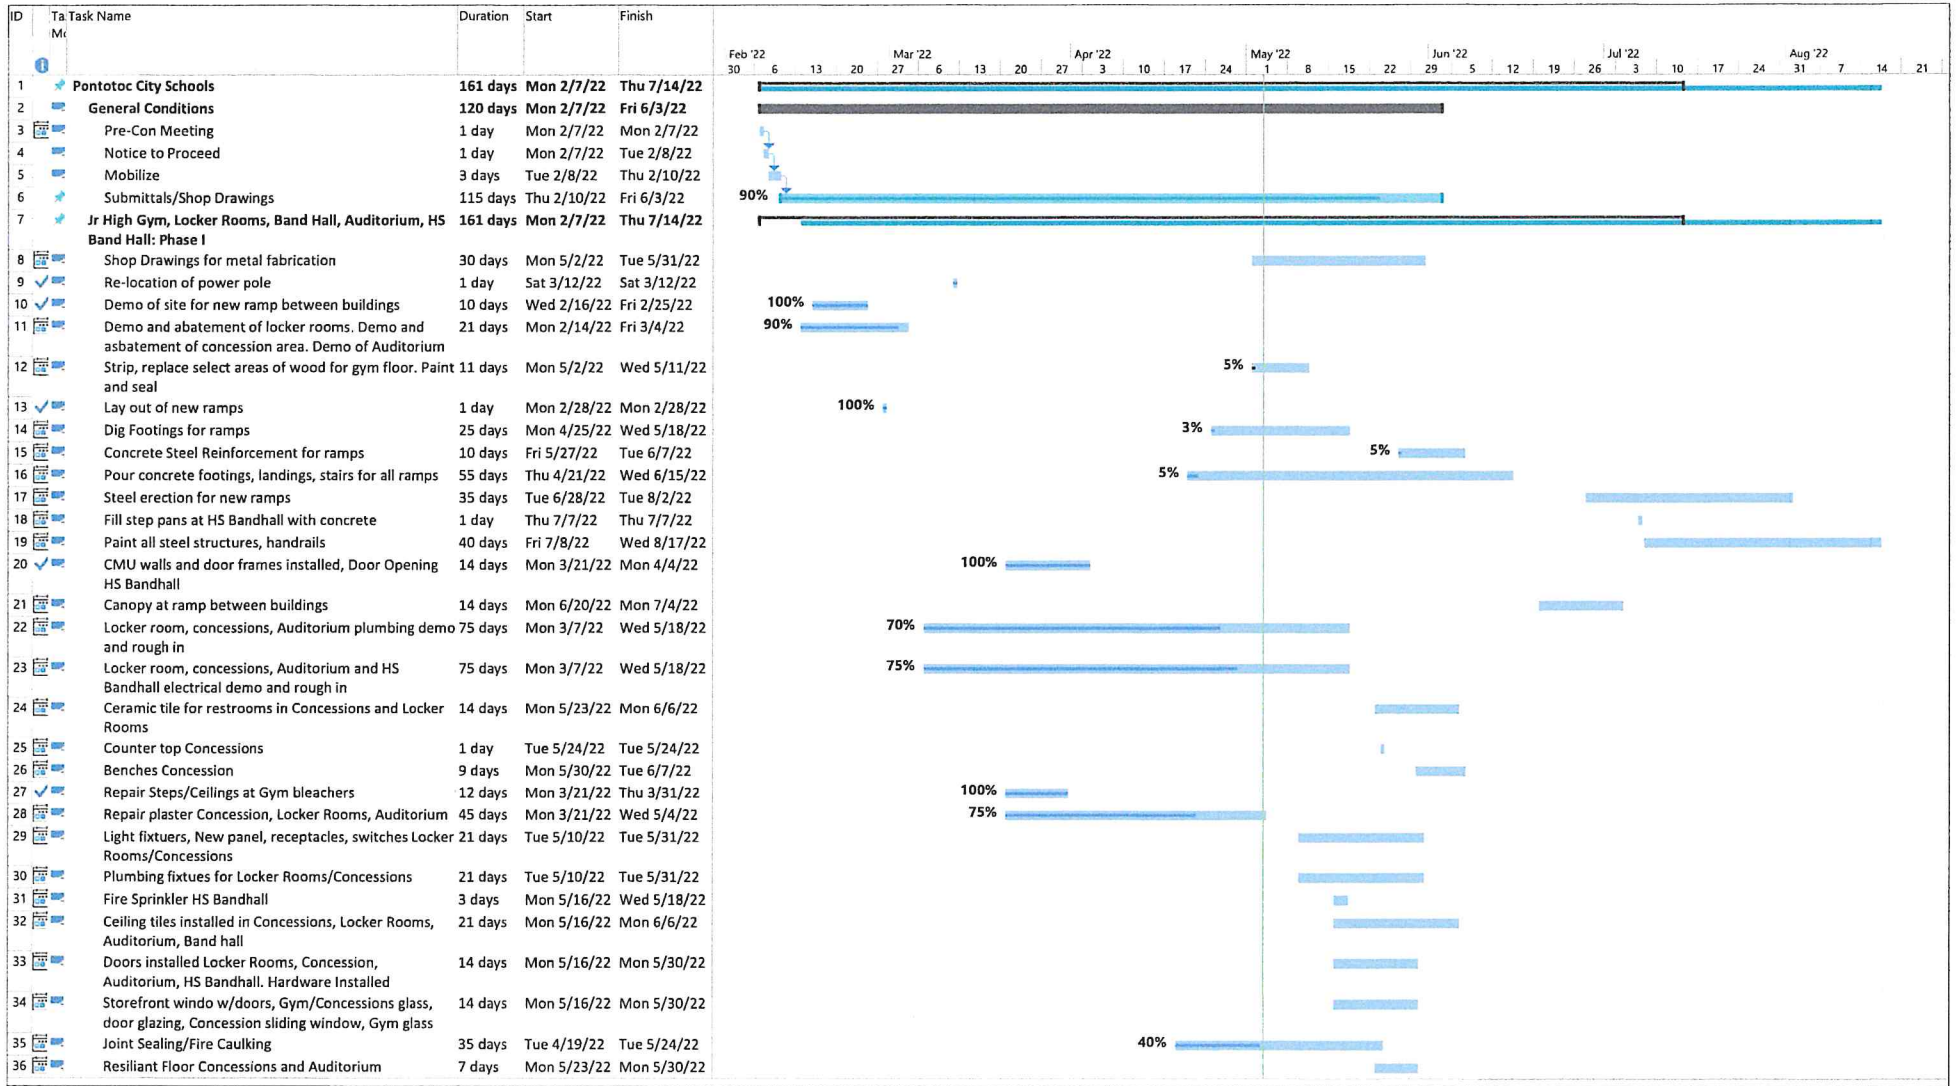 ID Ta Task Name Duration Start Finish
Mo
Feb '22 Mar '22 Apr '22 May '22 Jun '22 Jul '22 Aug '22
30 6 13 20 27 6 13 20 27 3 10 17 24 1 8 15 22 29 5 12 19 26 3 10 17 24 31 7 14 21
1 Pontotoc City Schools 161 days Mon 2/7/22 Thu 7/14/22
2 General Conditions 120 days Mon 2/7/22 Fri 6/3/22
3 Pre-Con Meeting 1 day Mon 2/7/22 Mon 2/7/22
4 Notice to Proceed 1 day Mon 2/7/22 Tue 2/8/22
5 Mobilize 3 days Tue 2/8/22 Thu 2/10/22
6 Submittals/Shop Drawings 115 days Thu 2/10/22 Fri 6/3/22 90%
7 Jr High Gym, Locker Rooms, Band Hall, Auditorium, HS 161 days Mon 2/7/22 Thu 7/14/22
Band Hall: Phase I
8 Shop Drawings for metal fabrication 30 days Mon 5/2/22 Tue 5/31/22
9 Re-location of power pole 1 day Sat 3/12/22 Sat 3/12/22
10 Demo of site for new ramp between buildings 10 days Wed 2/16/22 Fri 2/25/22 100%
11 Demo and abatement of locker rooms. Demo and 21 days Mon 2/14/22 Fri 3/4/22 90%
asbatement of concession area. Demo of Auditorium
12 Strip, replace select areas of wood for gym floor. Paint 11 days Mon 5/2/22 Wed 5/11/22 5%
and seal
13 Lay out of new ramps 1 day Mon 2/28/22 Mon 2/28/22 100%
14 Dig Footings for ramps 25 days Mon 4/25/22 Wed 5/18/22 3%
15 Concrete Steel Reinforcement for ramps 10 days Fri 5/27/22 Tue 6/7/22 5%
16 Pour concrete footings, landings, stairs for all ramps 55 days Thu 4/21/22 Wed 6/15/22 5%
17 Steel erection for new ramps 35 days Tue 6/28/22 Tue 8/2/22
18 Fill step pans at HS Bandhall with concrete 1 day Thu 7/7/22 Thu 7/7/22
19 Paint all steel structures, handrails 40 days Fri 7/8/22 Wed 8/17/22
20 CMU walls and door frames installed, Door Opening 14 days Mon 3/21/22 Mon 4/4/22 100%
HS Bandhall
21 Canopy at ramp between buildings 14 days Mon 6/20/22 Mon 7/4/22
22 Locker room, concessions, Auditorium plumbing demo 75 days Mon 3/7/22 Wed 5/18/22 70%
and rough in
23 Locker room, concessions, Auditorium and HS 75 days Mon 3/7/22 Wed 5/18/22 75%
Bandhall electrical demo and rough in
24 Ceramic tile for restrooms in Concessions and Locker 14 days Mon 5/23/22 Mon 6/6/22
Rooms
25 Counter top Concessions 1 day Tue 5/24/22 Tue 5/24/22
26 Benches Concession 9 days Mon 5/30/22 Tue 6/7/22
27 Repair Steps/Ceilings at Gym bleachers 12 days Mon 3/21/22 Thu 3/31/22 100%
28 Repair plaster Concession, Locker Rooms, Auditorium 45 days Mon 3/21/22 Wed 5/4/22 75%
29 Light fixtuers, New panel, receptacles, switches Locker 21 days Tue 5/10/22 Tue 5/31/22
Rooms/Concessions
30 Plumbing fixtues for Locker Rooms/Concessions 21 days Tue 5/10/22 Tue 5/31/22
31 Fire Sprinkler HS Bandhall 3 days Mon 5/16/22 Wed 5/18/22
32 Ceiling tiles installed in Concessions, Locker Rooms, 21 days Mon 5/16/22 Mon 6/6/22
Auditorium, Band hall
33 Doors installed Locker Rooms, Concession, 14 days Mon 5/16/22 Mon 5/30/22
Auditorium, HS Bandhall. Hardware Installed
34 Storefront windo w/doors, Gym/Concessions glass, 14 days Mon 5/16/22 Mon 5/30/22
door glazing, Concession sliding window, Gym glass
35 Joint Sealing/Fire Caulking 35 days Tue 4/19/22 Tue 5/24/22 40%
36 Resiliant Floor Concessions and Auditorium 7 days Mon 5/23/22 Mon 5/30/22